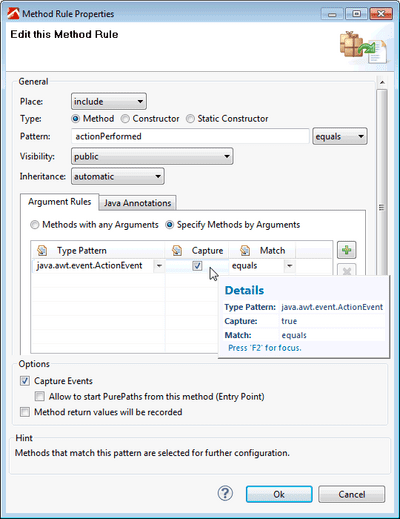 Method Rule Properties
Edit this Method Rule
General
Place: include
Type: Method Constructor Static Constructor
Pattern: actionPerformed equals
Visibility: public
Inheritance: automatic
Argument Rules Java Annotations
Methods with any Arguments Specify Methods by Arguments
Type Pattern Capture Match
java.awt.event.ActionEvent equals
Details
Type Pattern: java.awt.event.ActionEvent
Capture: true
Match: equals
Press 'F2' for focus.
Options
Capture Events
Allow to start PurePaths from this method (Entry Point)
Method return values will be recorded
Hint
Methods that match this pattern are selected for further configuration.
? Ok Cancel